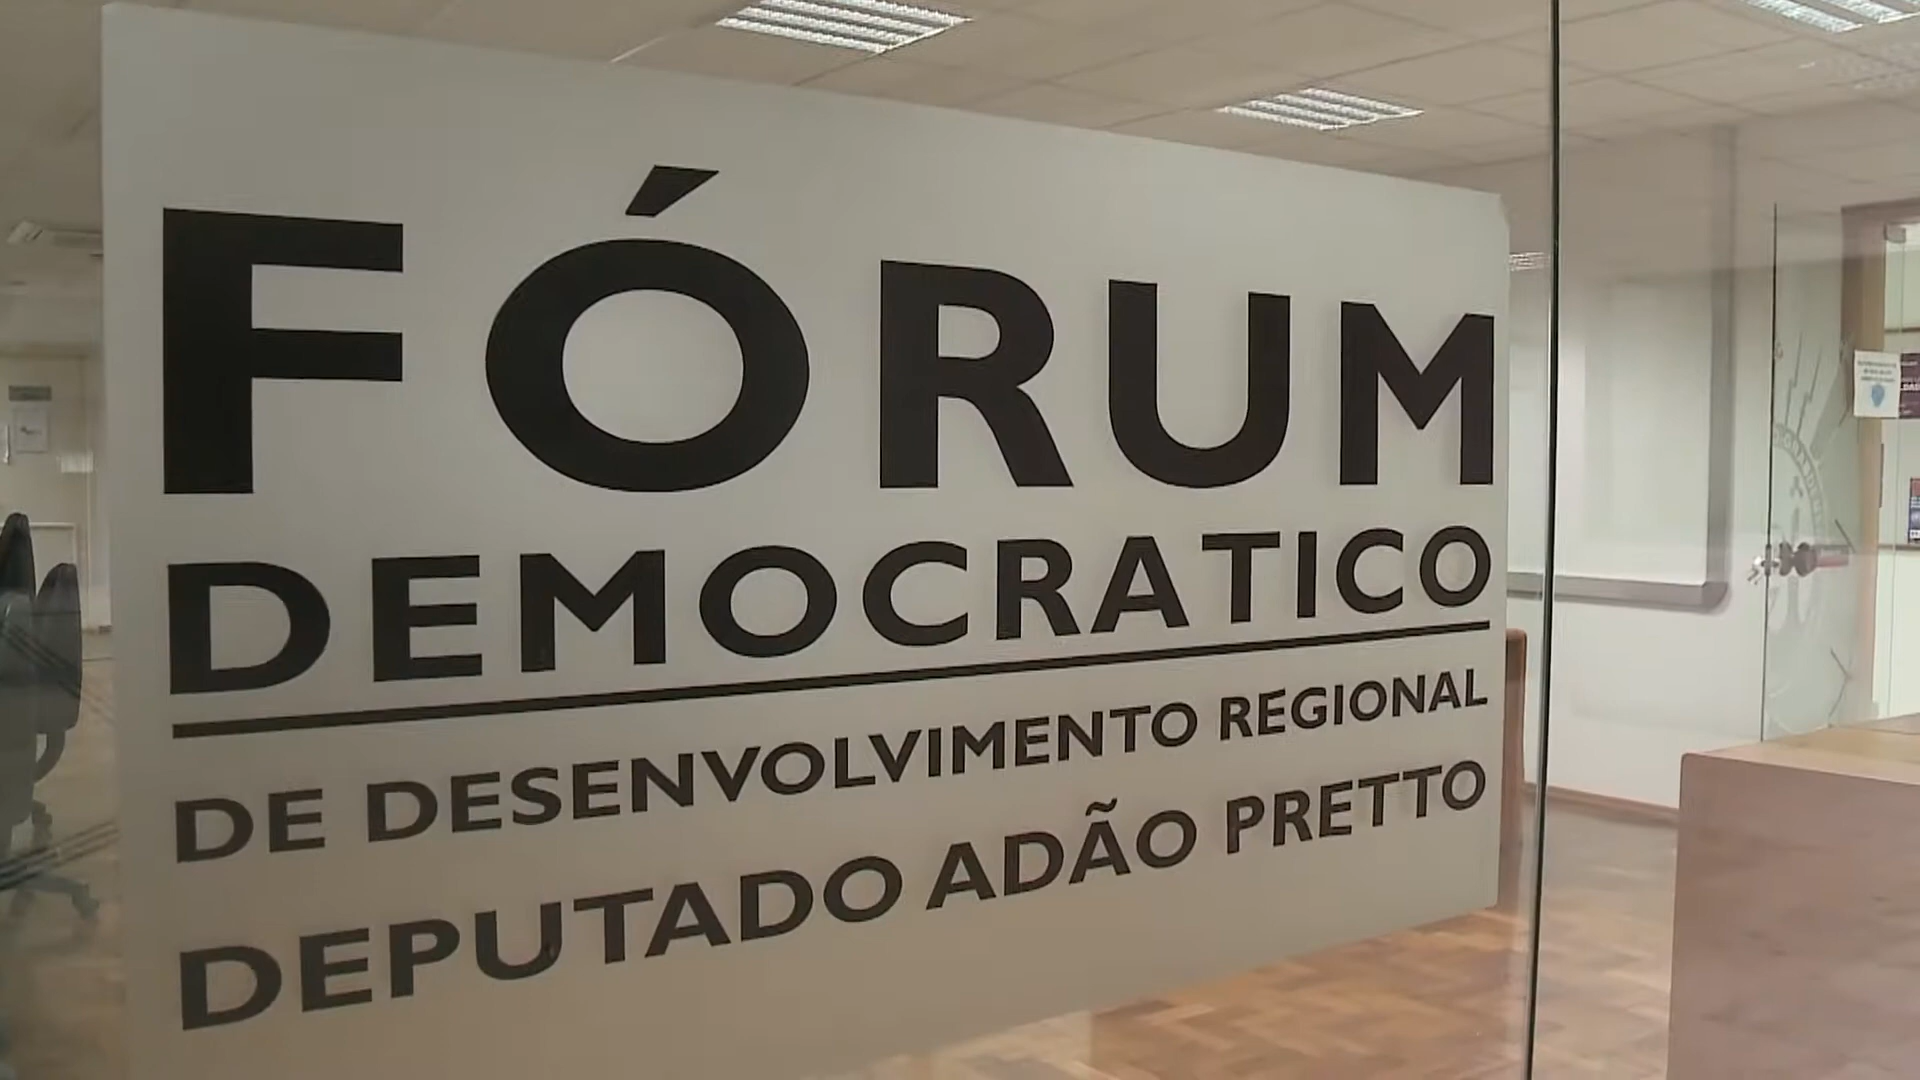 FÓRUM
DEMOCRATICO
DE DESENVOLVIMENTO REGIONAL
DEPUTADO ADÃO PRETTO